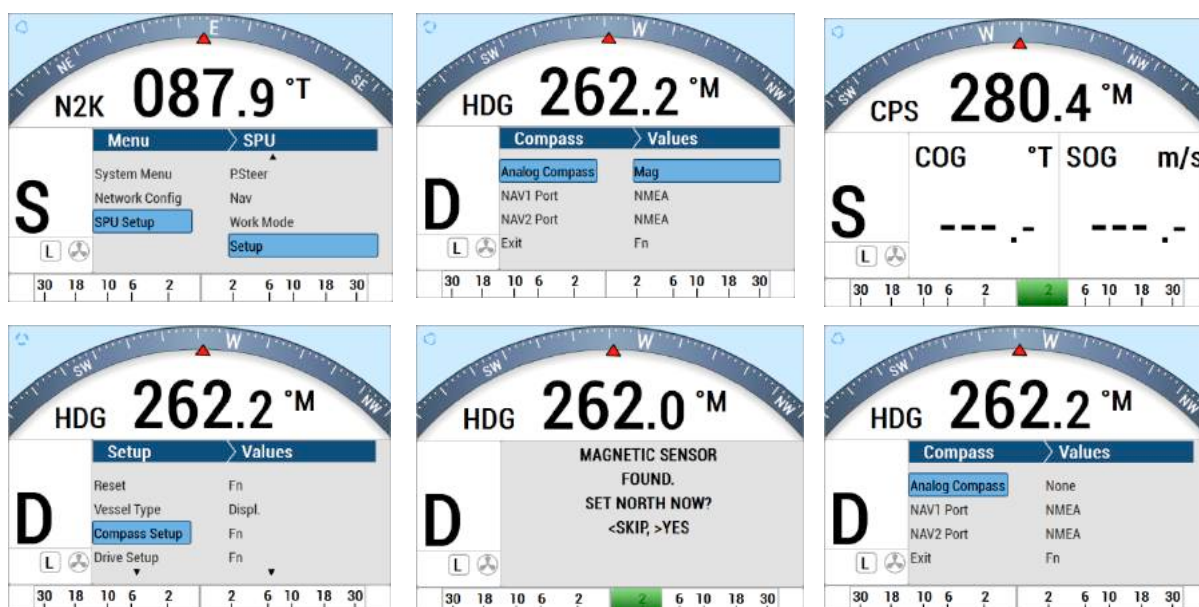 NE E SE
N2K 087.9 °T
Menu SPU
System Menu P.Steer
Network Config Nav
SPU Setup Work Mode
Setup
S
L
30 18 10 6 2 2 6 10 18 30
SW W NW
HDG 262.2 °M
Compass Values
Analog Compass Mag
NAV1 Port NMEA
NAV2 Port NMEA
Exit Fn
D
L
30 18 10 6 2 2 6 10 18 30
SW W NW
CPS 280.4 °M
COG °T SOG m/s
S
---.- ---.-
L
30 18 10 6 2 2 6 10 18 30
SW W NW
HDG 262.2 °M
Setup Values
Reset Fn
Vessel Type Displ.
Compass Setup Fn
Drive Setup Fn
D
L
30 18 10 6 2 2 6 10 18 30
SW W NW
HDG 262.0 °M
MAGNETIC SENSOR
FOUND.
SET NORTH NOW?
<SKIP, >YES
D
L
30 18 10 6 2 2 6 10 18 30
SW W NW
HDG 262.2 °M
Compass Values
Analog Compass None
NAV1 Port NMEA
NAV2 Port NMEA
Exit Fn
D
L
30 18 10 6 2 2 6 10 18 30